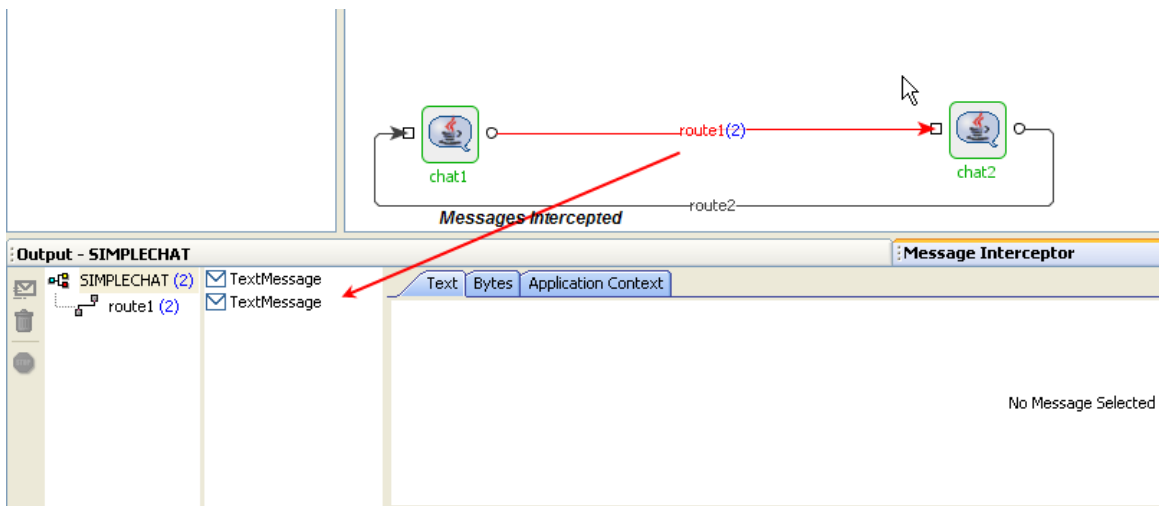 route1(2)
chat1
chat2
route2
Messages Intercepted
Output - SIMPLECHAT
Message Interceptor
SIMPLECHAT (2)
TextMessage
Text
Bytes
Application Context
route1 (2)
TextMessage
No Message Selected